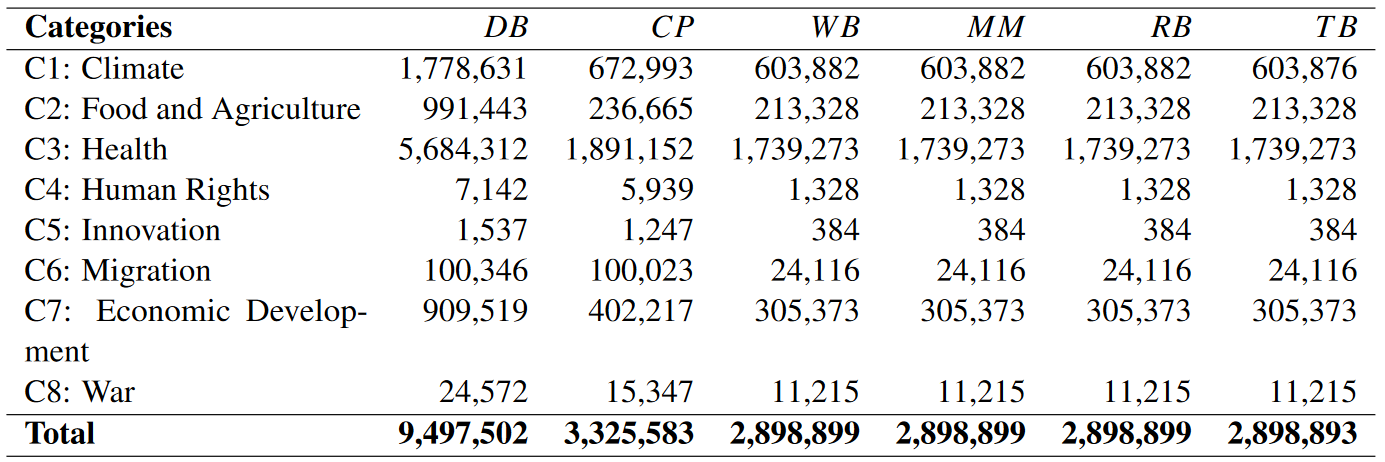 Categories DB CP WB MM RB TB
C1: Climate 1,778,631 672,993 603,882 603,882 603,882 603,876
C2: Food and Agriculture 991,443 236,665 213,328 213,328 213,328 213,328
C3: Health 5,684,312 1,891,152 1,739,273 1,739,273 1,739,273 1,739,273
C4: Human Rights 7,142 5,939 1,328 1,328 1,328 1,328
C5: Innovation 1,537 1,247 384 384 384 384
C6: Migration 100,346 100,023 24,116 24,116 24,116 24,116
C7: Economic Develop- 909,519 402,217 305,373 305,373 305,373 305,373
ment
C8: War 24,572 15,347 11,215 11,215 11,215 11,215
Total 9,497,502 3,325,583 2,898,899 2,898,899 2,898,899 2,898,893